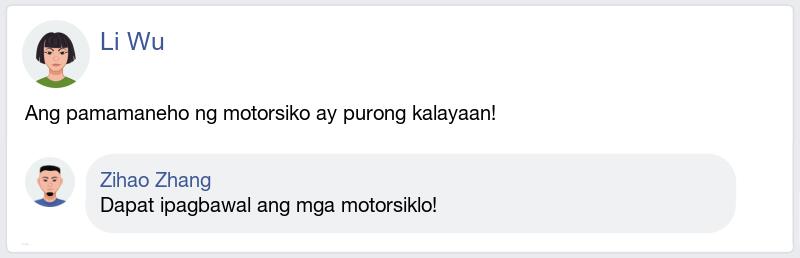 Li Wu
Ang pamamaneho ng motorsiko ay purong kalayaan!
Zihao Zhang
Dapat ipagbawal ang mga motorsiklo!